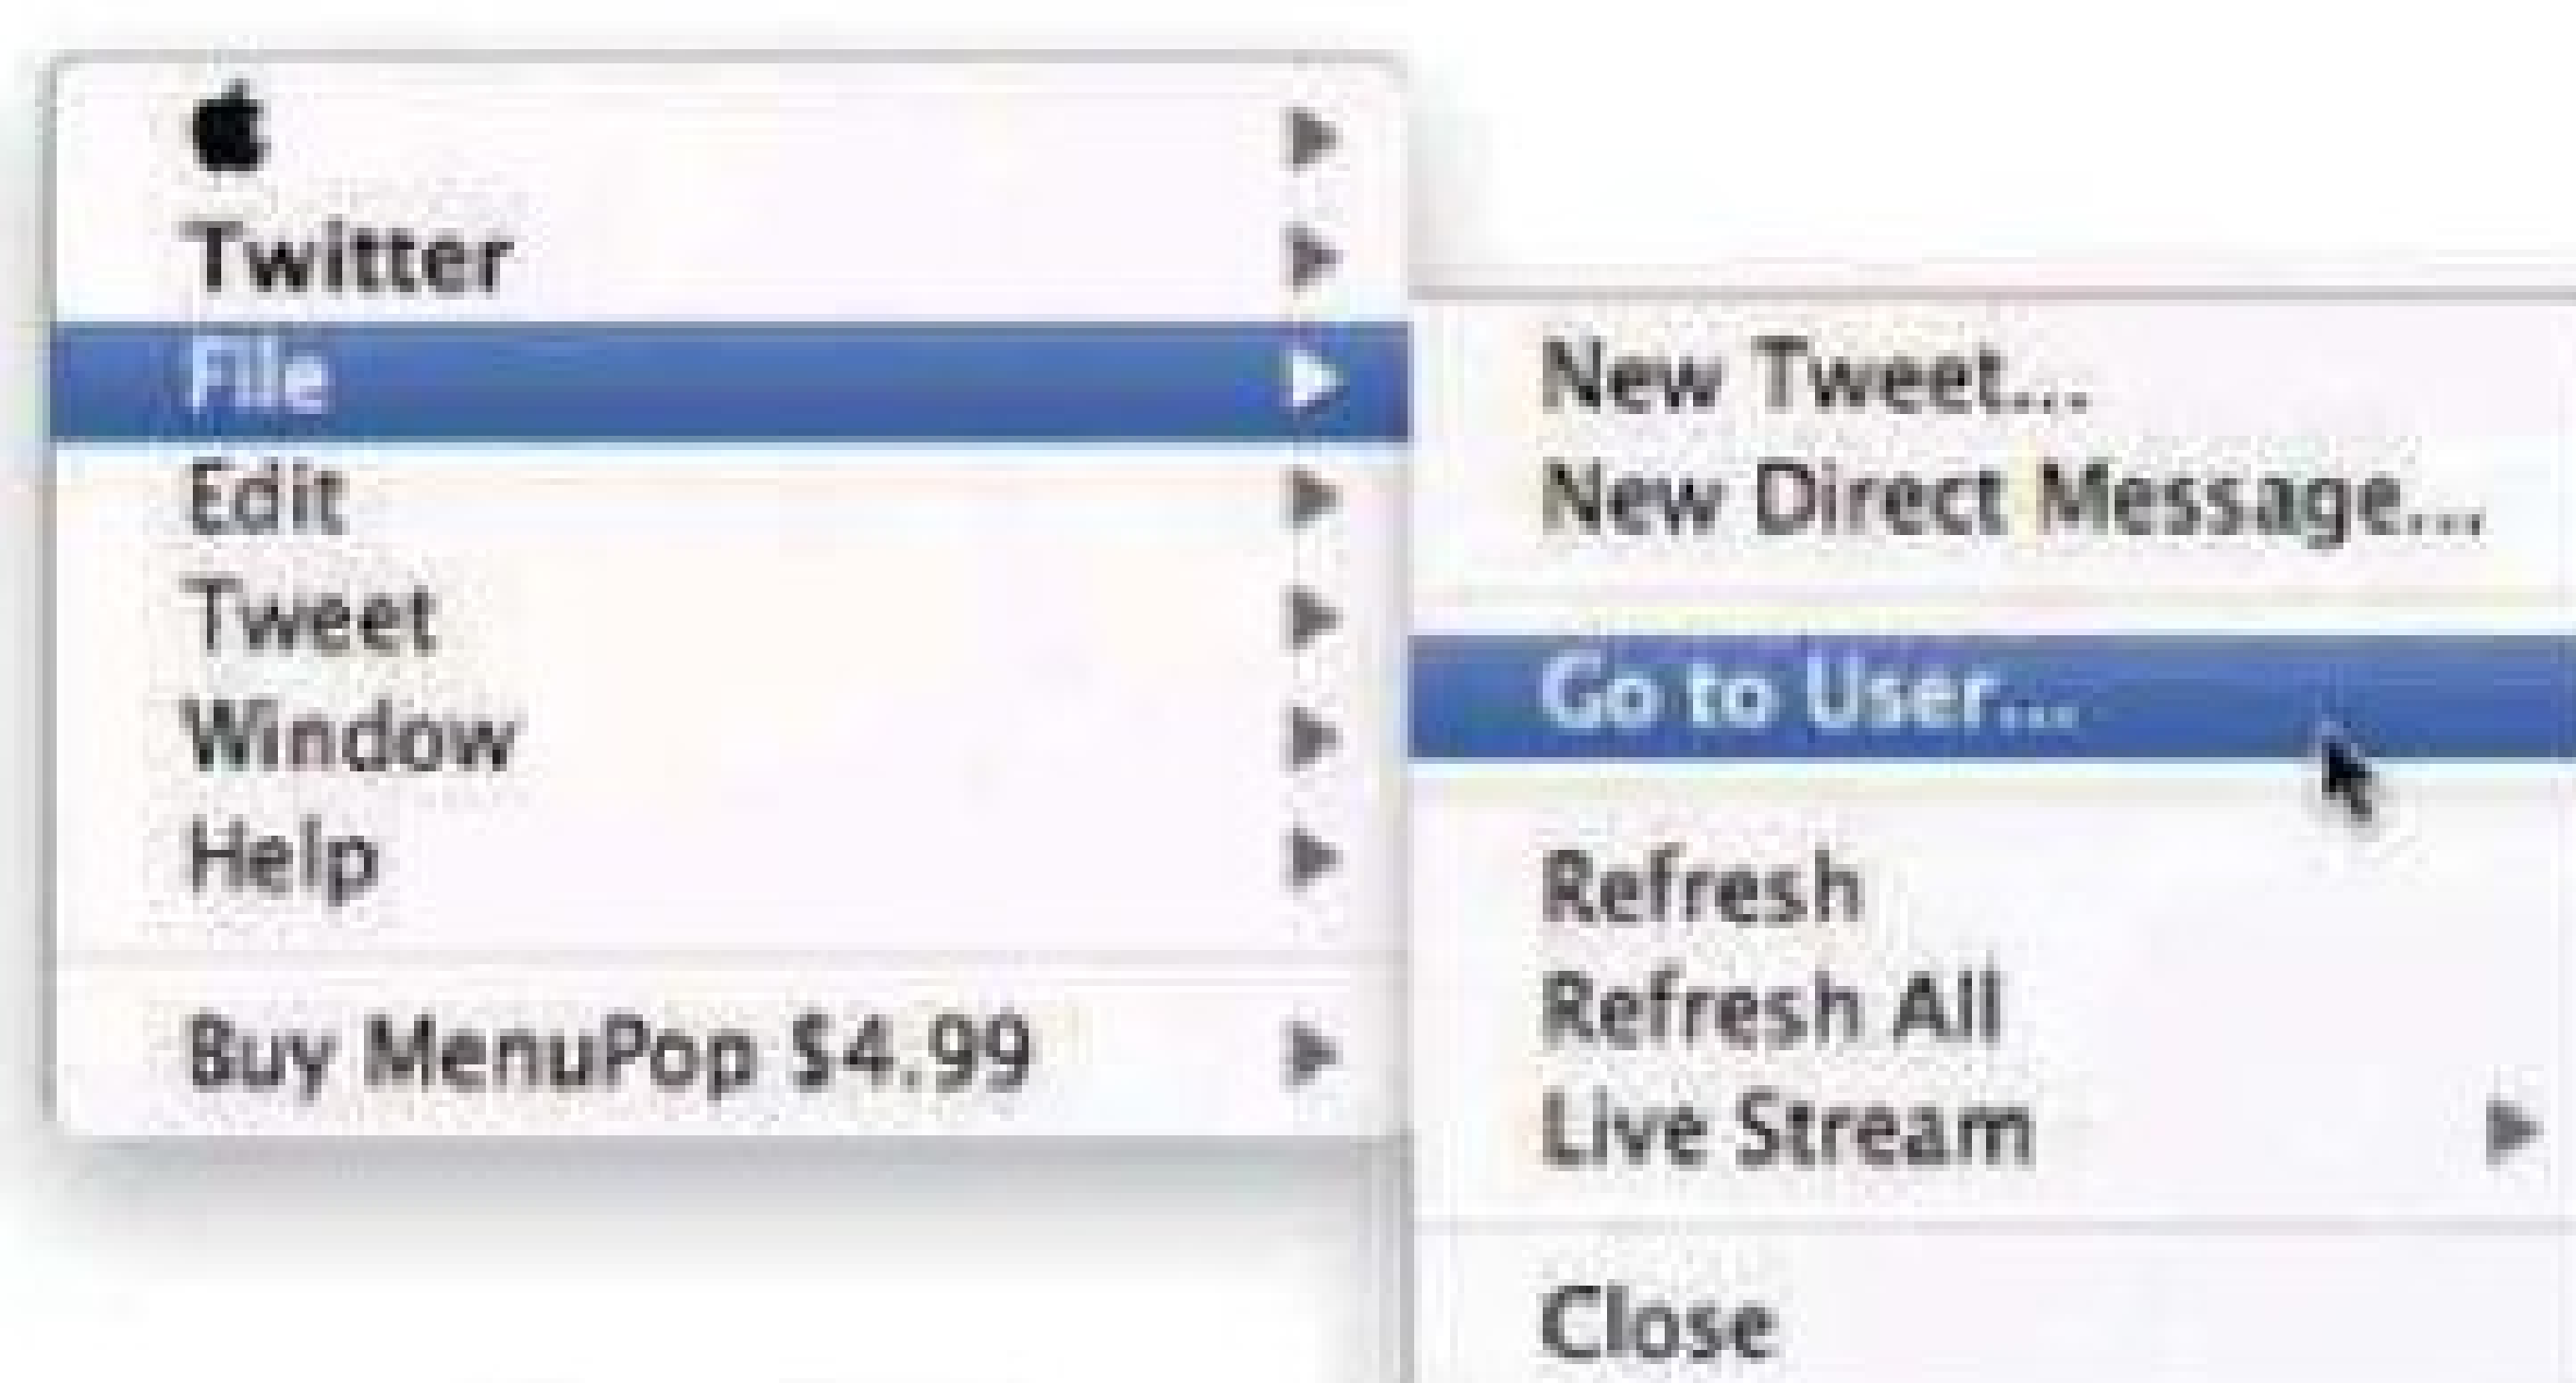 Twitter
File
Edit
Tweet
Window
Help
Buy MenuPop $4.99
New Tweet...
New Direct Message...
Go to User...
Refresh
Refresh All
Live Stream
Close